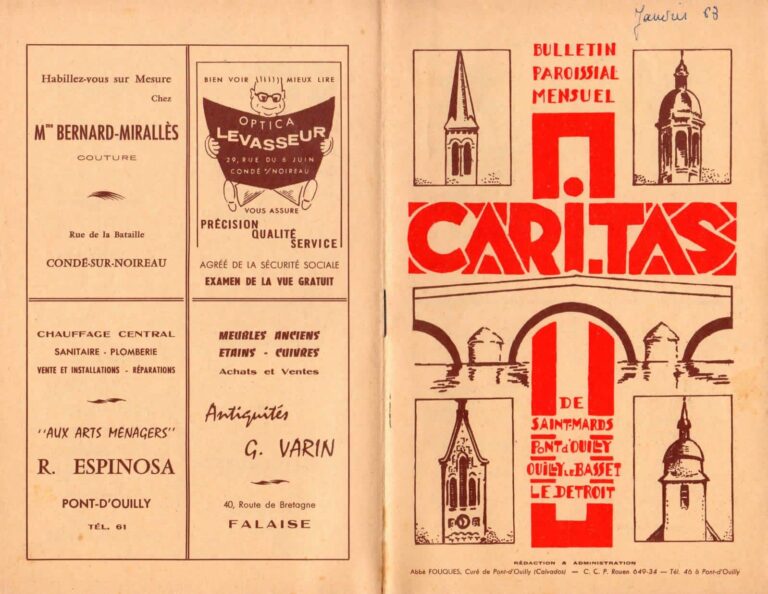 Habillez-vous sur Mesure
Chez
Mme BERNARD-MIRALLÈS
COUTURE
Rue de la Bataille
CONDÉ-SUR-NOIREAU
BIEN VOIR MIEUX LIRE
OPTICA
LEVASSEUR
29, RUE DU 6 JUIN
CONDÉ S/NOIREAU
VOUS ASSURE
PRÉCISION
QUALITÉ
SERVICE
AGRÉÉ DE LA SÉCURITÉ SOCIALE
EXAMEN DE LA VUE GRATUIT
CHAUFFAGE CENTRAL
SANITAIRE - PLOMBERIE
VENTE ET INSTALLATIONS - RÉPARATIONS
"AUX ARTS MÉNAGERS"
R. ESPINOSA
PONT-D'OUILLY
TÉL. 61
MEUBLES ANCIENS
ETAINS - CUIVRES
Achats et Ventes
Antiquités
G. VARIN
40, Route de Bretagne
FALAISE
BULLETIN
PAROISSIAL
MENSUEL
CARITAS
DE
SAINT-MARDS
PONT d'OUILLY
OUILLY LE BASSET
LE DETROIT
RÉDACTION & ADMINISTRATION
Abbé FOUQUES, Curé de Pont-d'Ouilly (Calvados) — C. C. P. Rouen 649-34 — Tél. 46 à Pont-d'Ouilly